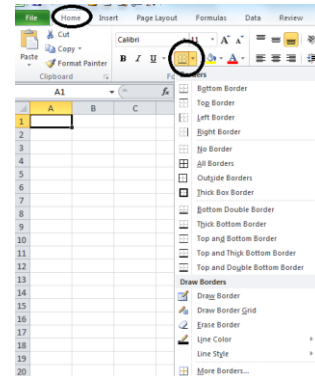 File Home Insert Page Layout Formulas Data Review
Cut
Copy
Paste
Format Painter
Clipboard
Calibri 11 A A
B I U A
A1 fx
A B C
Borders
Bottom Border
Top Border
Left Border
Right Border
No Border
All Borders
Outside Borders
Thick Box Border
Bottom Double Border
Thick Bottom Border
Top and Bottom Border
Top and Thick Bottom Border
Top and Double Bottom Border
Draw Borders
Draw Border
Draw Border Grid
Erase Border
Line Color
Line Style
More Borders...
1
2
3
4
5
6
7
8
9
10
11
12
13
14
15
16
17
18
19
20